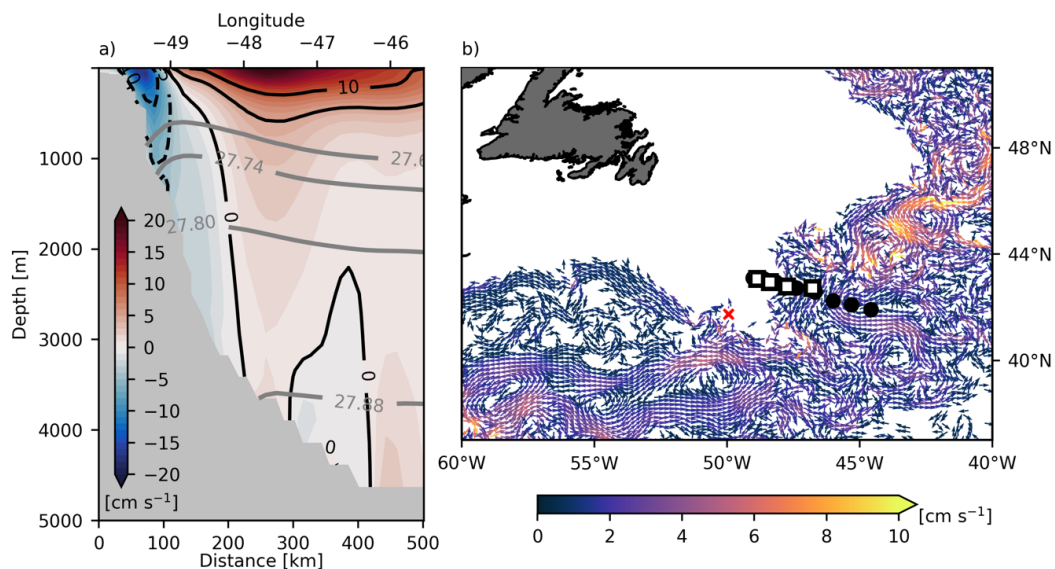 Longitude
a) −49 −48 −47 −46
10
0
1000
2000
3000
4000
5000
Depth [m]
27.74
27.6
27.80
0
27.88
0
0
20
15
10
5
0
−5
−10
−15
−20
[cm s⁻¹]
0 100 200 300 400 500
Distance [km]
b)
48°N
44°N
40°N
60°W 55°W 50°W 45°W 40°W
0 2 4 6 8 10
[cm s⁻¹]